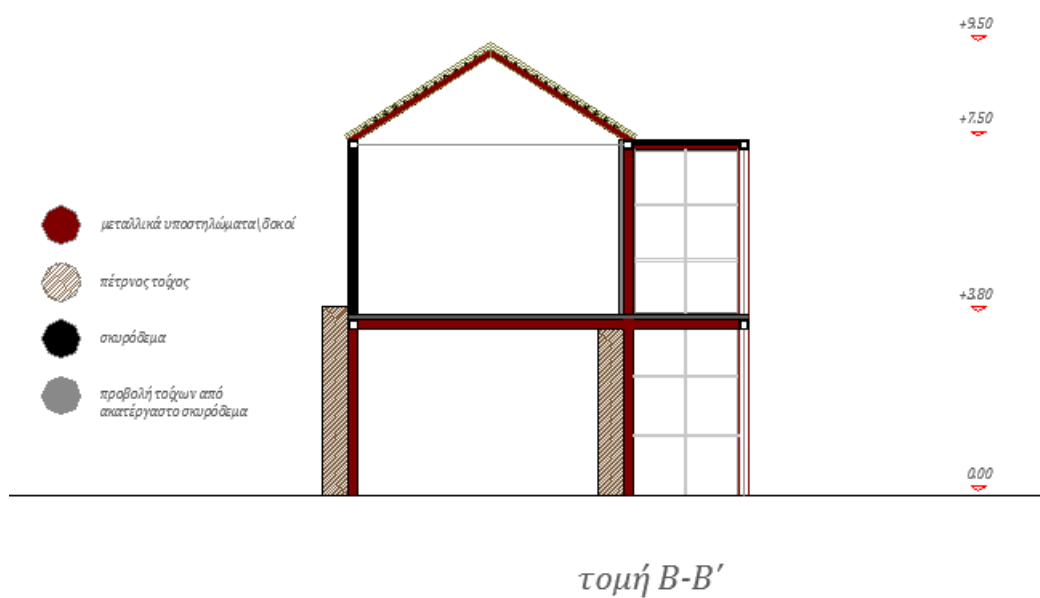 +9.50
+7.50
μεταλλικά υποστηλώματα\δοκοί
πέτρινος τοίχος
+3.80
σκυρόδεμα
προβολή τοίχων από
ακατέργαστο σκυρόδεμα
0.00
τομή Β-Β′